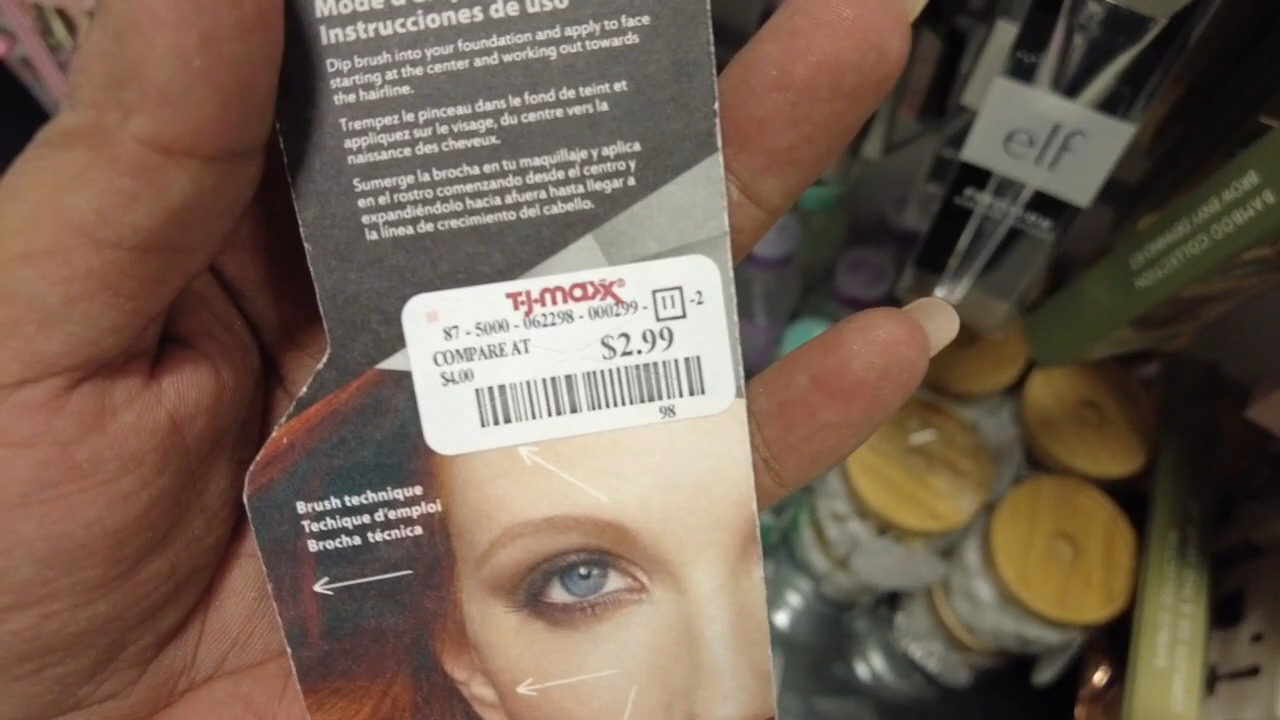 Instrucciones de uso
Dip brush into your foundation and apply to face
starting at the center and working out towards
the hairline.
Trempez le pinceau dans le fond de teint et
appliquez sur le visage, du centre vers la
naissance des cheveux.
Sumerge la brocha en tu maquillaje y aplica
en el rostro comenzando desde el centro y
expandiéndolo hacia afuera hasta llegar a
la línea de crecimiento del cabello.
T·J·maxx®
87 - 5000 - 062298 - 000299 - 11 -2
COMPARE AT $2.99
$4.00
98
Brush technique
Techique d'emploi
Brocha técnica
elf
BAMBOO COLLECTION